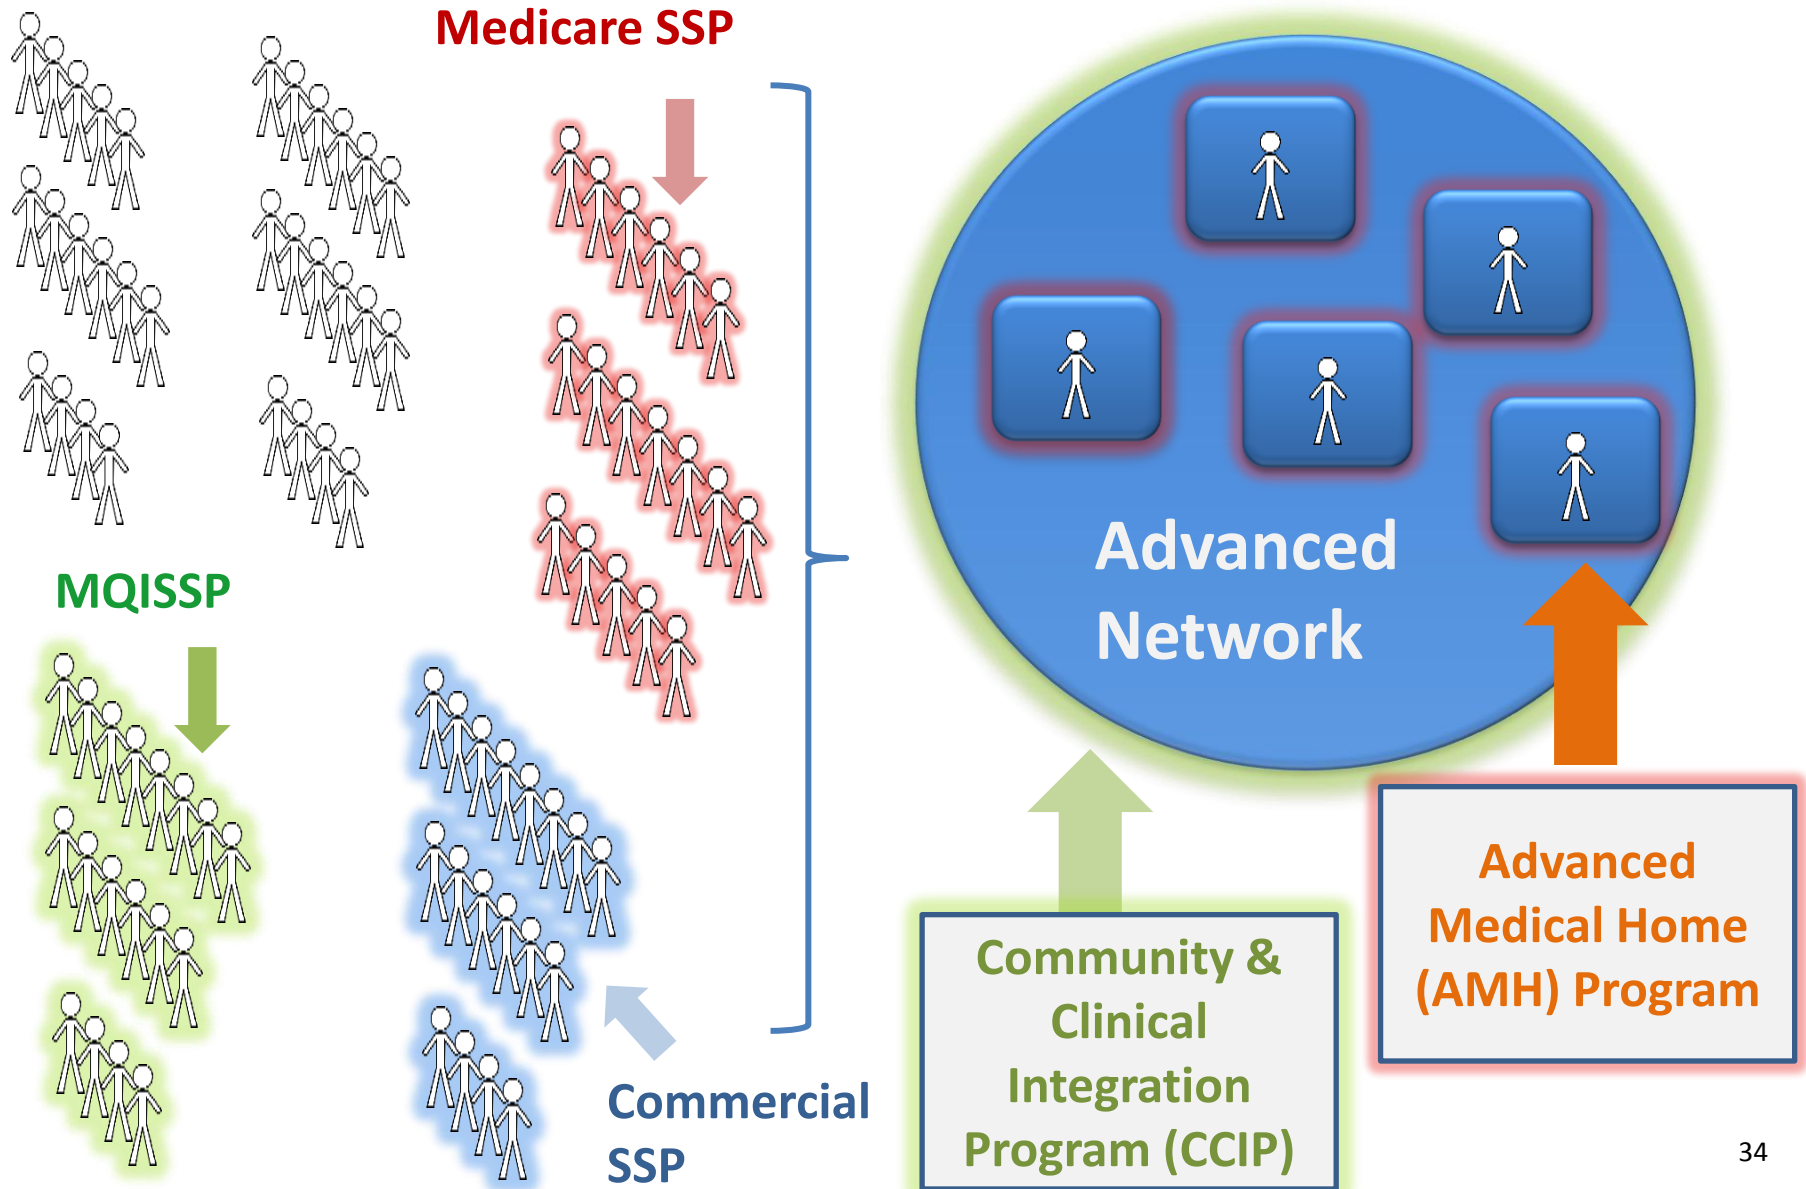 Medicare SSP
MQISSP
Commercial
SSP
Advanced
Network
Community &
Clinical
Integration
Program (CCIP)
Advanced
Medical Home
(AMH) Program
34